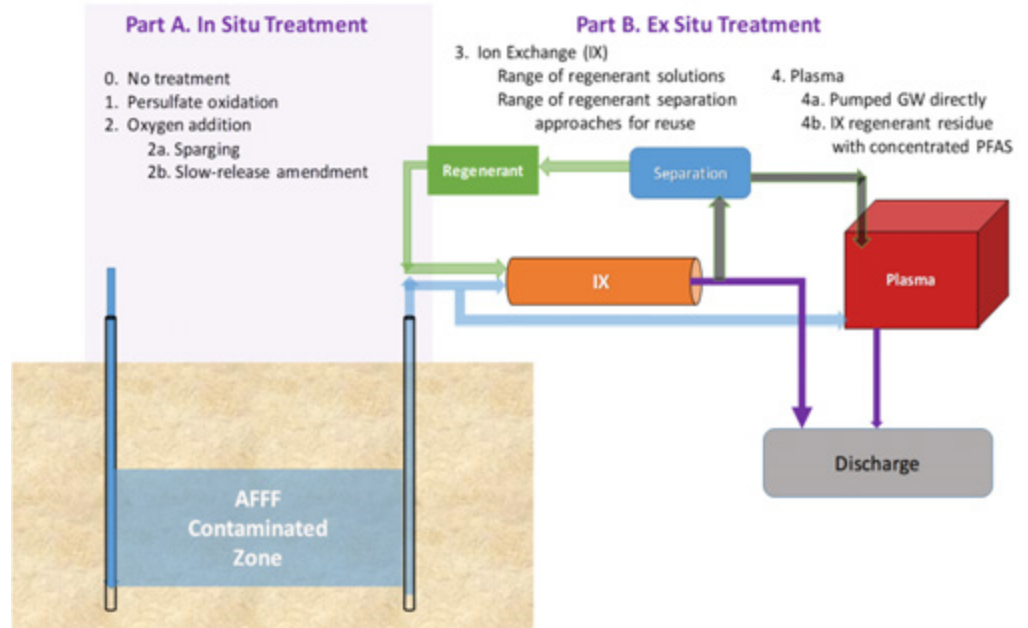 Part A. In Situ Treatment
0. No treatment
1. Persulfate oxidation
2. Oxygen addition
2a. Sparging
2b. Slow-release amendment
Part B. Ex Situ Treatment
3. Ion Exchange (IX)
Range of regenerant solutions
Range of regenerant separation
approaches for reuse
4. Plasma
4a. Pumped GW directly
4b. IX regenerant residue
with concentrated PFAS
Regenerant
Separation
IX
Plasma
Discharge
AFFF
Contaminated
Zone